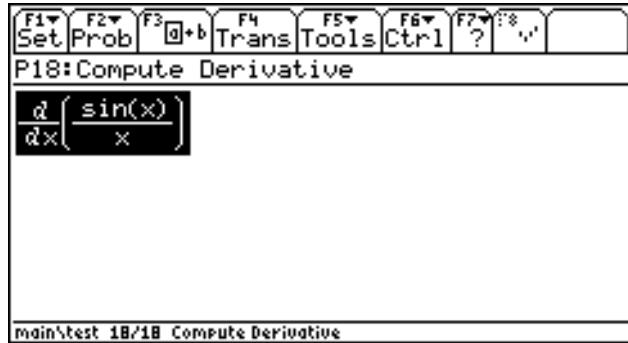 F1▼ F2▼ F3 F4 F5▼ F6▼ F7▼ F8
Set Prob a+b Trans Tools Ctrl ?
P18:Compute Derivative
d/dx(sin(x)/x)
main\test 18/18 Compute Derivative